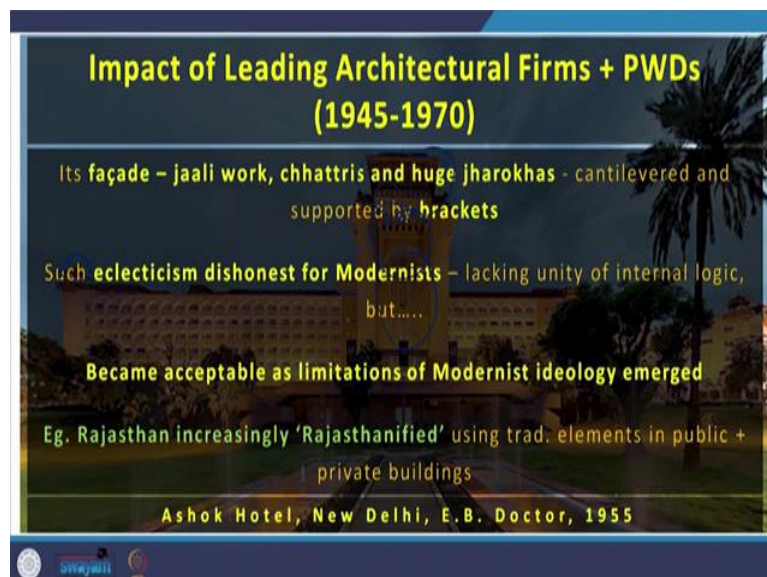 Impact of Leading Architectural Firms + PWDs
(1945-1970)
Its façade – jaali work, chhattris and huge jharokhas - cantilevered and
supported by brackets
Such eclecticism dishonest for Modernists – lacking unity of internal logic,
but.....
Became acceptable as limitations of Modernist ideology emerged
Eg. Rajasthan increasingly 'Rajasthanified' using trad. elements in public +
private buildings
Ashok Hotel, New Delhi, E.B. Doctor, 1955
swayam